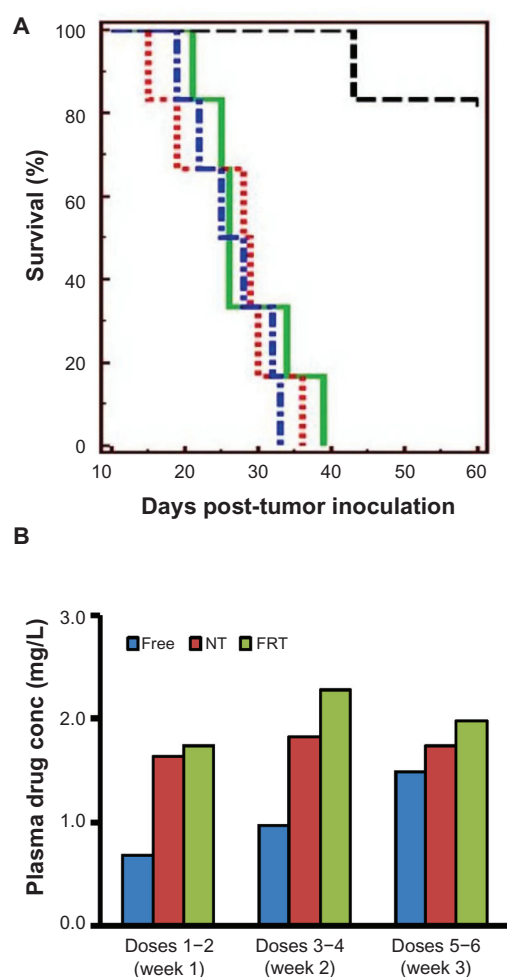 A
100
80
60
40
20
0
Survival (%)
10 20 30 40 50 60
Days post-tumor inoculation
B
3.0
2.0
1.0
0.0
Plasma drug conc (mg/L)
Free NT FRT
Doses 1–2 Doses 3–4 Doses 5–6
(week 1) (week 2) (week 3)